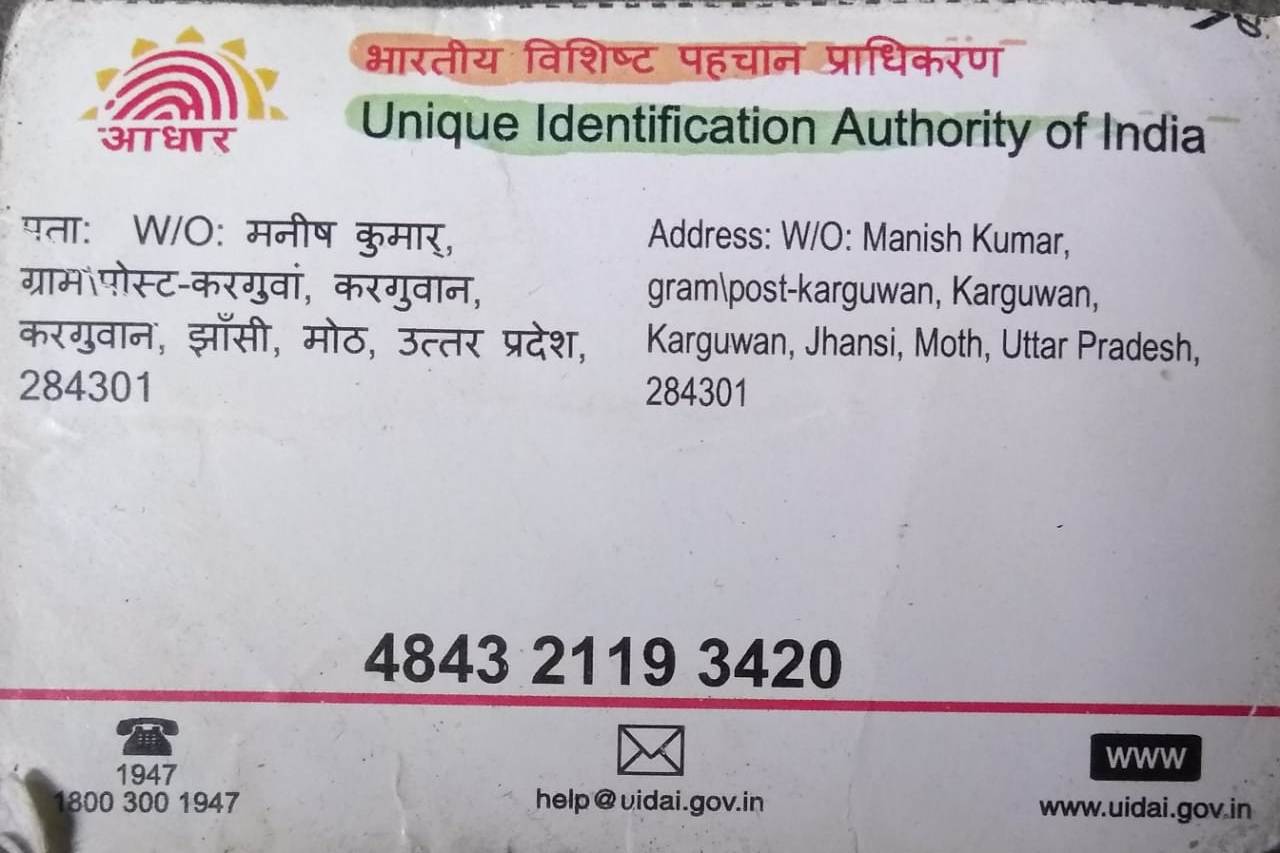 आधार
भारतीय विशिष्ट पहचान प्राधिकरण
Unique Identification Authority of India
पता: W/O: मनीष कुमार,
ग्राम\पोस्ट-करगुवां, करगुवान,
करगुवान, झाँसी, मोठ, उत्तर प्रदेश,
284301
Address: W/O: Manish Kumar,
gram\post-karguwan, Karguwan,
Karguwan, Jhansi, Moth, Uttar Pradesh,
284301
4843 2119 3420
1947
1800 300 1947
help@uidai.gov.in
www
www.uidai.gov.in